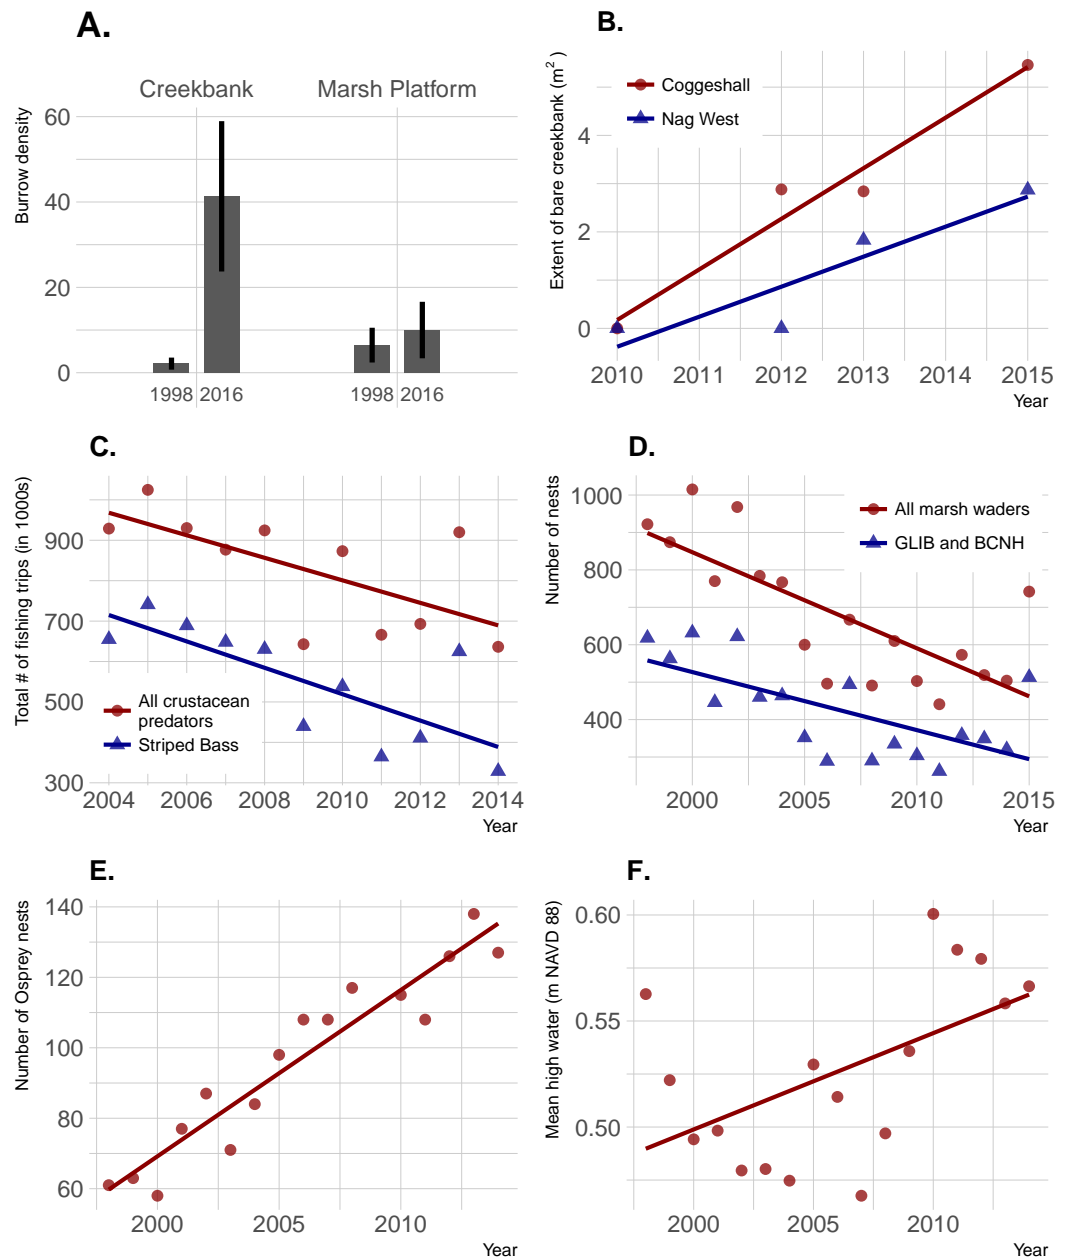 A.
Creekbank Marsh Platform
Burrow density
60
40
20
0
1998 2016 1998 2016
B.
Extent of bare creekbank (m²)
Coggeshall
Nag West
4
2
0
2010 2011 2012 2013 2014 2015
Year
C.
Total # of fishing trips (in 1000s)
900
700
500
300
All crustacean
predators
Striped Bass
2004 2006 2008 2010 2012 2014
Year
D.
Number of nests
1000
800
600
400
All marsh waders
GLIB and BCNH
2000 2005 2010 2015
Year
E.
Number of Osprey nests
140
120
100
80
60
2000 2005 2010
Year
F.
Mean high water (m NAVD 88)
0.60
0.55
0.50
2000 2005 2010
Year